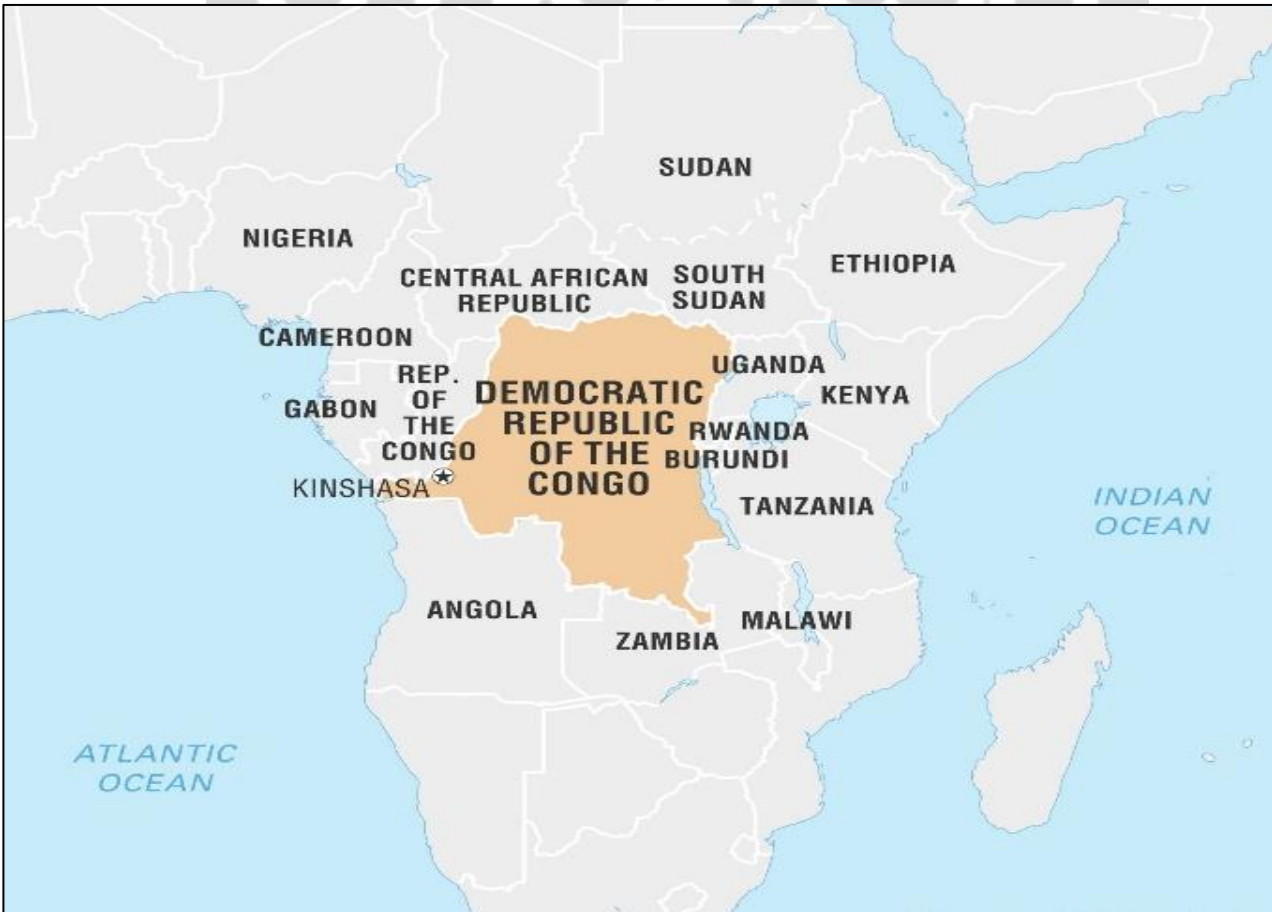 SUDAN
NIGERIA
ETHIOPIA
CENTRAL AFRICAN
REPUBLIC
SOUTH
SUDAN
CAMEROON
UGANDA
REP.
OF
THE
CONGO
DEMOCRATIC
REPUBLIC
OF THE
CONGO
KENYA
GABON
RWANDA
BURUNDI
KINSHASA
TANZANIA
INDIAN
OCEAN
ANGOLA
MALAWI
ZAMBIA
ATLANTIC
OCEAN